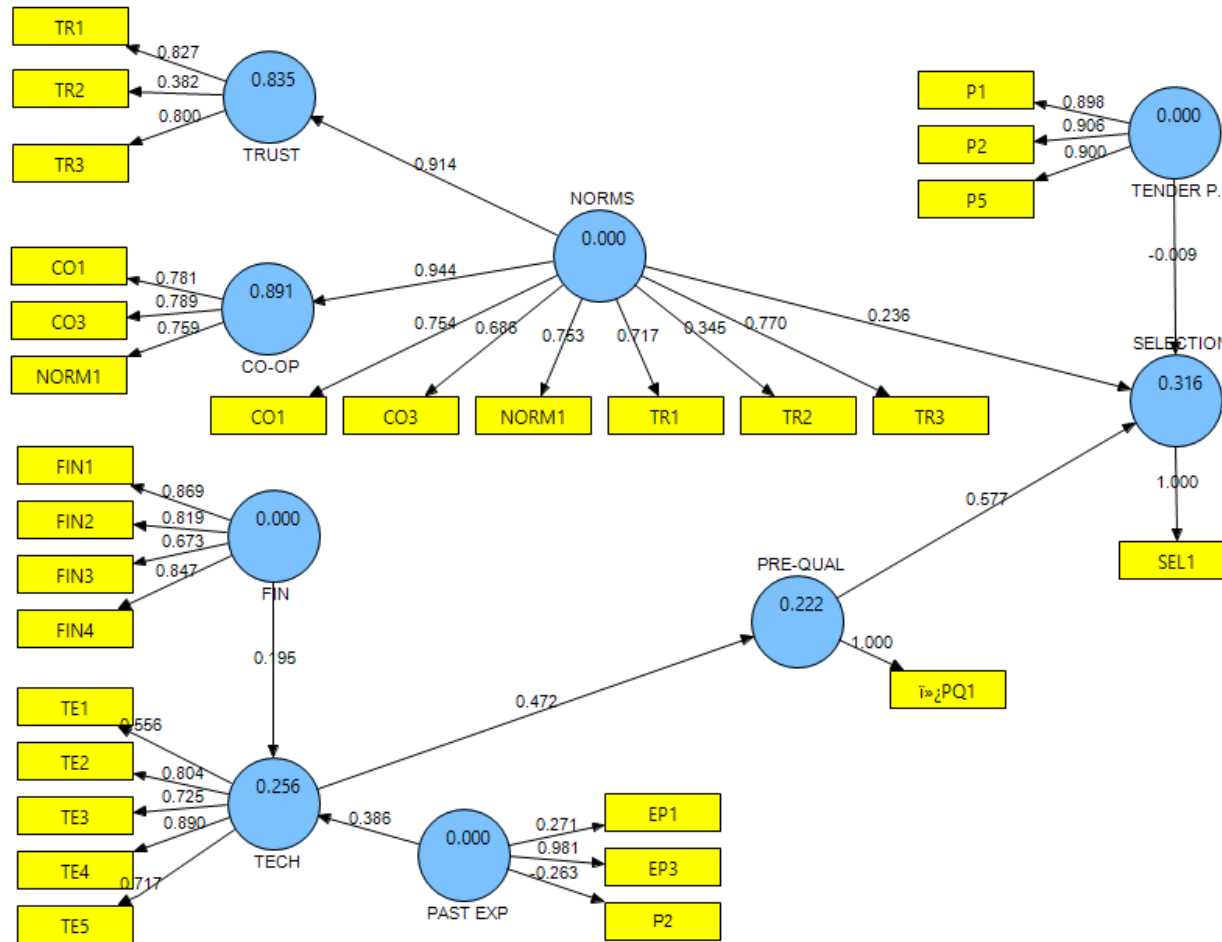 TR1
0.827
TR2
0.382
TR3
0.800
0.835
TRUST
0.914
P1
0.898
P2
0.906
P5
0.900
0.000
TENDER P.
-0.009
NORMS
0.000
CO1
0.781
CO3
0.789
NORM1
0.759
0.891
CO-OP
0.944
0.754
0.686
0.753
0.717
0.345
0.770
0.236
CO1
CO3
NORM1
TR1
TR2
TR3
SELECTION
0.316
1.000
SEL1
FIN1
0.869
FIN2
0.819
FIN3
0.673
FIN4
0.847
0.000
FIN
0.195
PRE-QUAL
0.222
0.577
1.000
ï»¿PQ1
0.472
TE1
0.556
TE2
0.804
TE3
0.725
TE4
0.890
TE5
0.717
0.256
TECH
0.386
0.000
PAST EXP
EP1
0.271
EP3
0.981
P2
-0.263